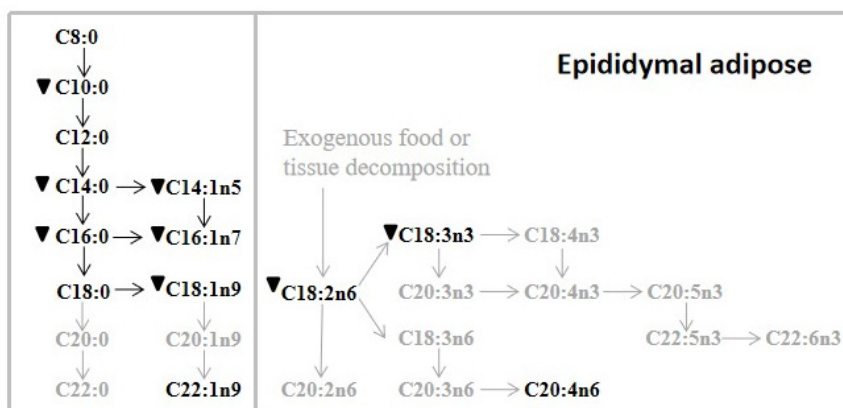 C8:0
C10:0
C12:0
C14:0 C14:1n5
C16:0 C16:1n7
C18:0 C18:1n9
C20:0 C20:1n9
C22:0 C22:1n9
Epididymal adipose
Exogenous food or
tissue decomposition
C18:3n3 C18:4n3
C18:2n6 C20:3n3 C20:4n3 C20:5n3
C18:3n6 C22:5n3 C22:6n3
C20:2n6 C20:3n6 C20:4n6